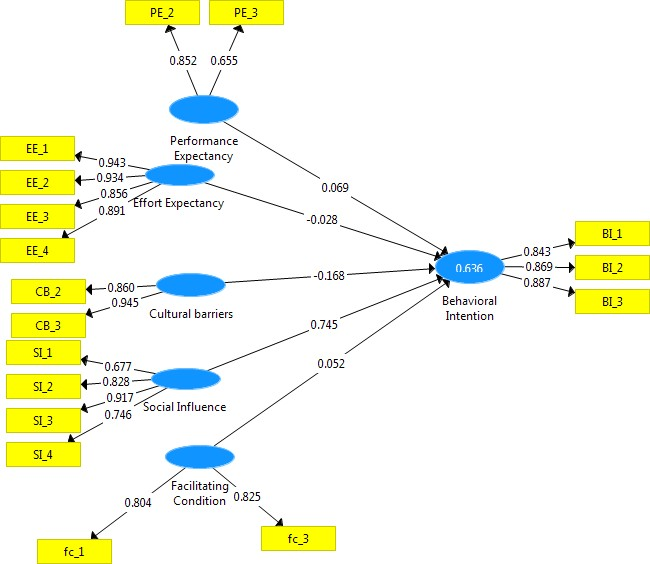 PE_2
PE_3
0.852
0.655
Performance
Expectancy
EE_1
EE_2
EE_3
EE_4
0.943
0.934
0.856
0.891
Effort Expectancy
0.069
-0.028
CB_2
CB_3
0.860
0.945
Cultural barriers
-0.168
0.636
Behavioral
Intention
0.843
0.869
0.887
BI_1
BI_2
BI_3
SI_1
SI_2
SI_3
SI_4
0.677
0.828
0.917
0.746
Social Influence
0.745
0.052
Facilitating
Condition
0.804
0.825
fc_1
fc_3